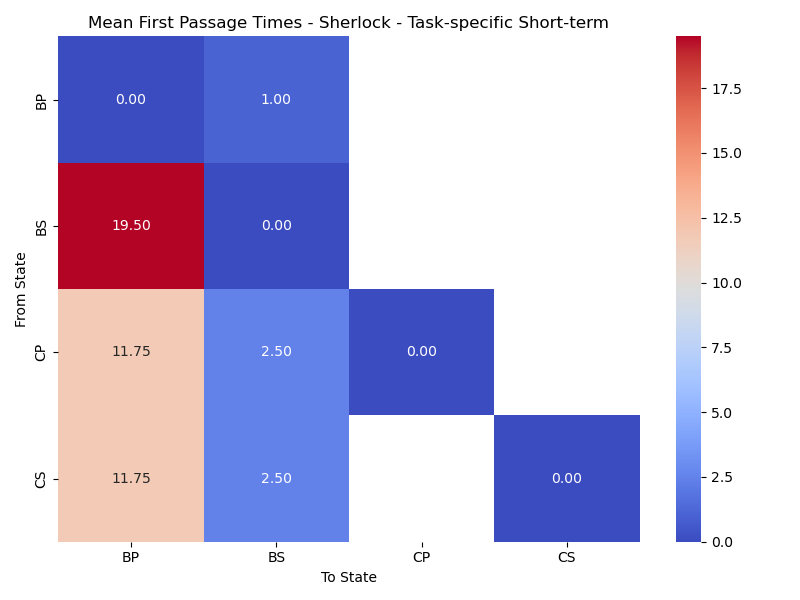 Mean First Passage Times - Sherlock - Task-specific Short-term
From State
BP
0.00
1.00
BS
19.50
0.00
CP
11.75
2.50
0.00
CS
11.75
2.50
0.00
BP
BS
CP
CS
To State
17.5
15.0
12.5
10.0
7.5
5.0
2.5
0.0